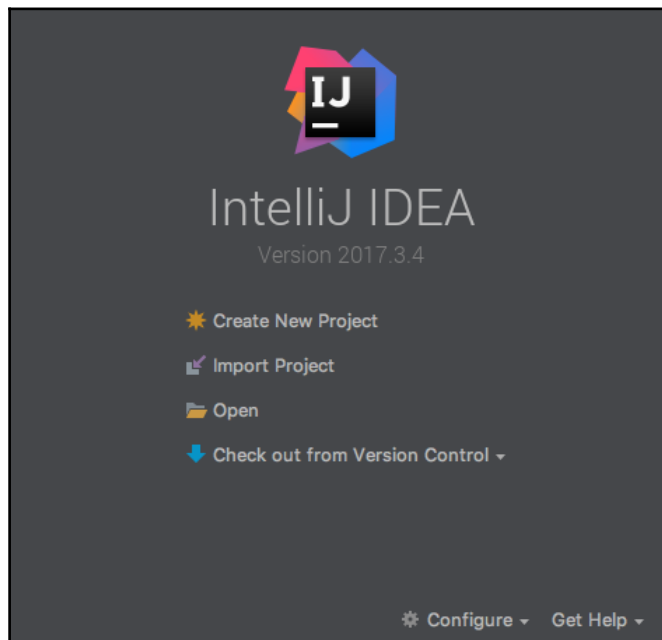 IJ
IntelliJ IDEA
Version 2017.3.4
Create New Project
Import Project
Open
Check out from Version Control
Configure Get Help